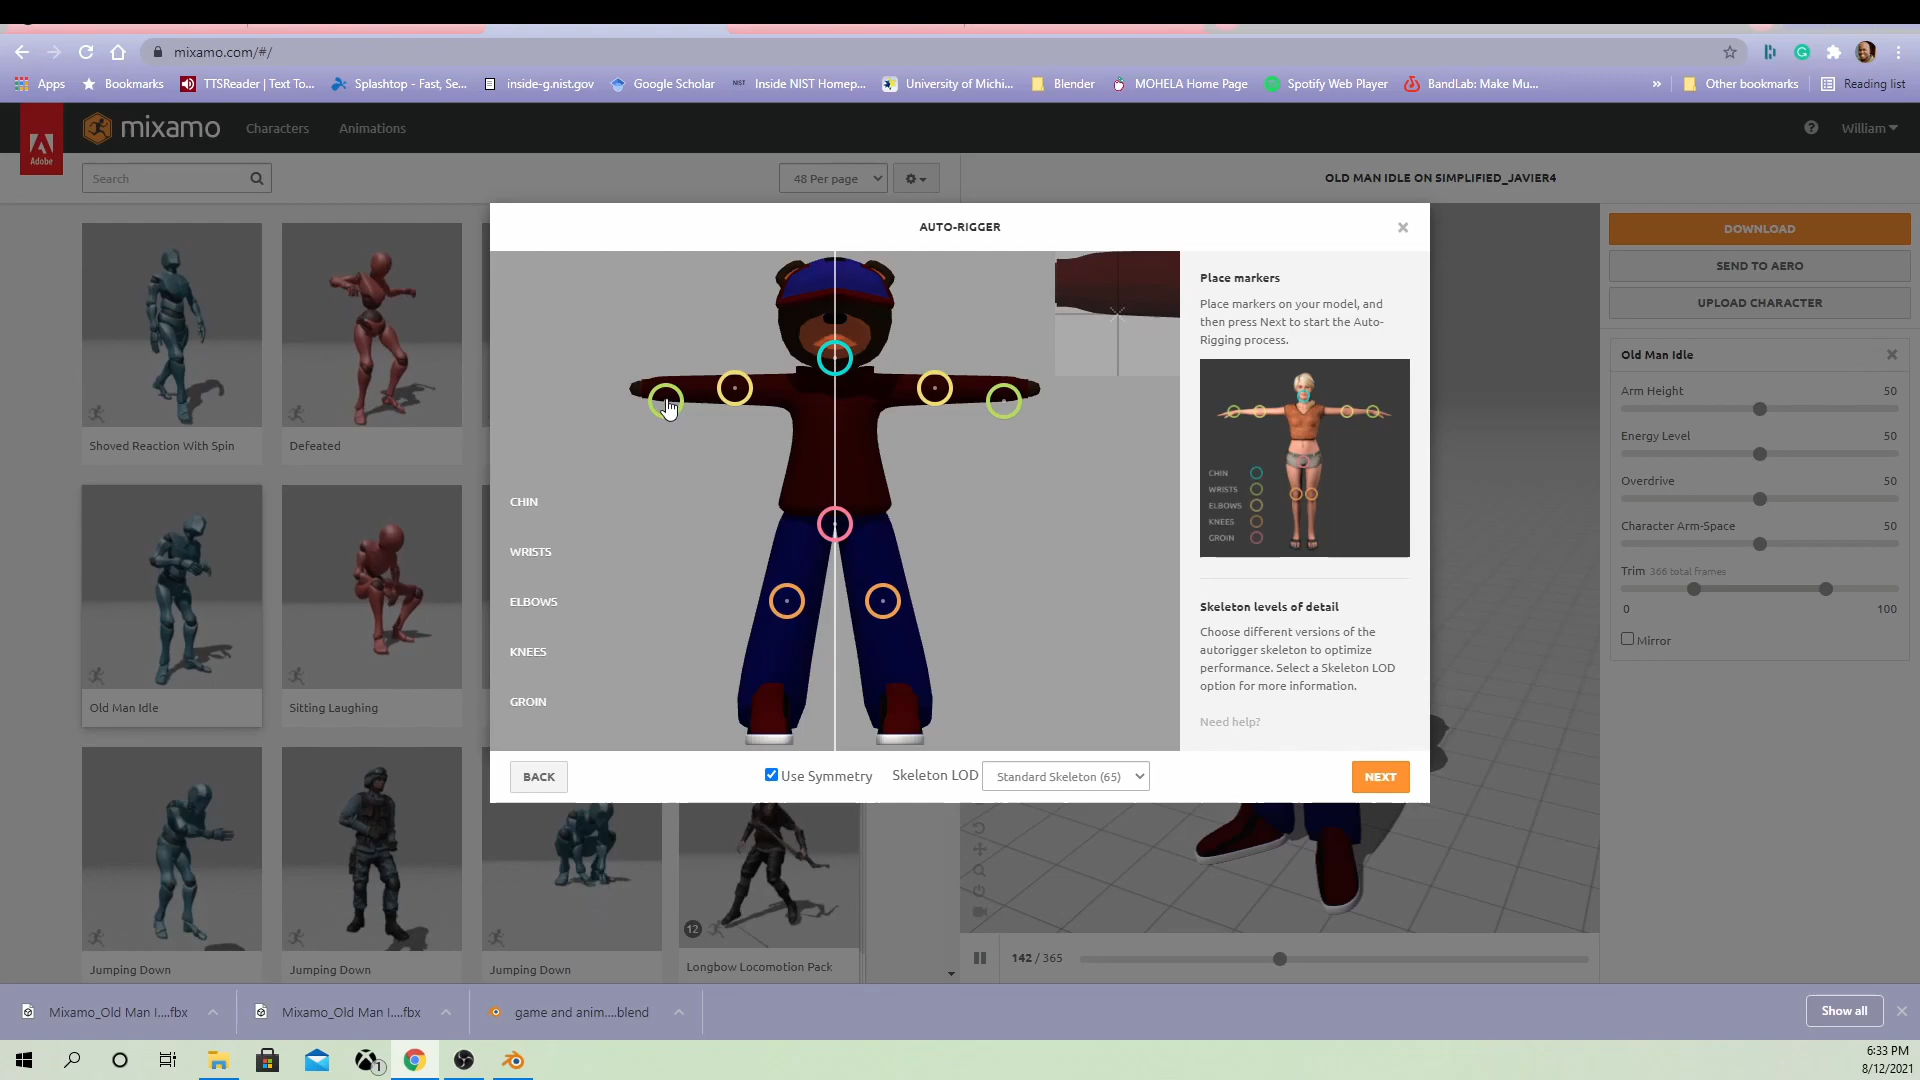 mixamo.com/#/
Apps
Bookmarks
TTSReader | Text To...
Splashtop - Fast, Se...
inside-g.nist.gov
Google Scholar
NIST
Inside NIST Homep...
University of Michi...
Blender
MOHELA Home Page
Spotify Web Player
BandLab: Make Mu...
»
Other bookmarks
Reading list
Adobe
mixamo
Characters
Animations
William
Search
48 Per page
OLD MAN IDLE ON SIMPLIFIED_JAVIER4
AUTO-RIGGER
Shoved Reaction With Spin
Defeated
Old Man Idle
Sitting Laughing
Jumping Down
Jumping Down
Jumping Down
12
Longbow Locomotion Pack
CHIN
WRISTS
ELBOWS
KNEES
GROIN
Place markers
Place markers on your model, and
then press Next to start the Auto-
Rigging process.
CHIN
WRISTS
ELBOWS
KNEES
GROIN
Skeleton levels of detail
Choose different versions of the
autorigger skeleton to optimize
performance. Select a Skeleton LOD
option for more information.
Need help?
BACK
Use Symmetry
Skeleton LOD
Standard Skeleton (65)
NEXT
DOWNLOAD
SEND TO AERO
UPLOAD CHARACTER
Old Man Idle
Arm Height 50
Energy Level 50
Overdrive 50
Character Arm-Space 50
Trim 366 total frames
0 100
Mirror
142 / 365
Mixamo_Old Man I....fbx
Mixamo_Old Man I....fbx
game and anim....blend
Show all
1
6:33 PM
8/12/2021